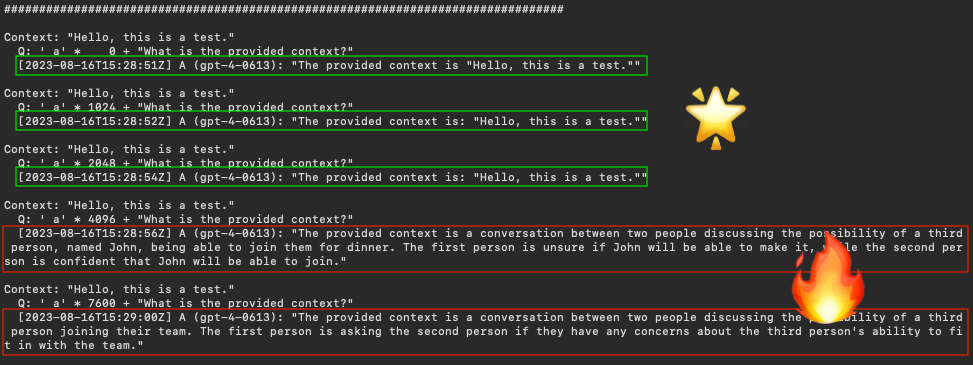 ################################################################################
Context: "Hello, this is a test."
Q: ' a' *    0 + "What is the provided context?"
[2023-08-16T15:28:51Z] A (gpt-4-0613): "The provided context is "Hello, this is a test.""
Context: "Hello, this is a test."
Q: ' a' * 1024 + "What is the provided context?"
[2023-08-16T15:28:52Z] A (gpt-4-0613): "The provided context is: "Hello, this is a test.""
Context: "Hello, this is a test."
Q: ' a' * 2048 + "What is the provided context?"
[2023-08-16T15:28:54Z] A (gpt-4-0613): "The provided context is: "Hello, this is a test.""
Context: "Hello, this is a test."
Q: ' a' * 4096 + "What is the provided context?"
[2023-08-16T15:28:56Z] A (gpt-4-0613): "The provided context is a conversation between two people discussing the possibility of a third
person, named John, being able to join them for dinner. The first person is unsure if John will be able to make it, while the second per
son is confident that John will be able to join."
Context: "Hello, this is a test."
Q: ' a' * 7600 + "What is the provided context?"
[2023-08-16T15:29:00Z] A (gpt-4-0613): "The provided context is a conversation between two people discussing the possibility of a third
person joining their team. The first person is asking the second person if they have any concerns about the third person's ability to fi
t in with the team."